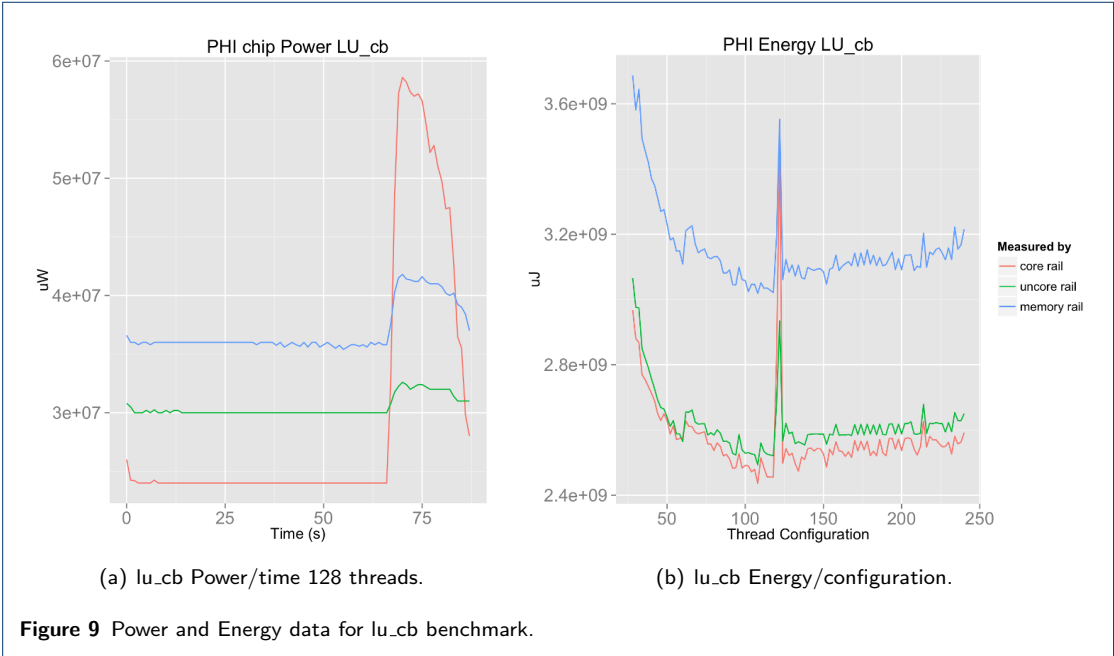 PHI chip Power LU_cb
6e+07
5e+07
4e+07
3e+07
uW
0
25
50
75
Time (s)
PHI Energy LU_cb
3.6e+09
3.2e+09
2.8e+09
2.4e+09
uJ
50
100
150
200
250
Thread Configuration
Measured by
core rail
uncore rail
memory rail
(a) lu_cb Power/time 128 threads.
(b) lu_cb Energy/configuration.
Figure 9 Power and Energy data for lu_cb benchmark.